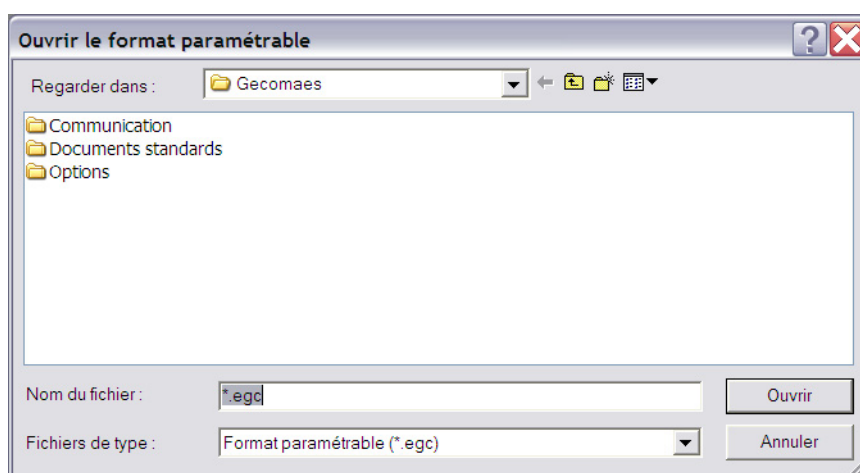 Ouvrir le format paramétrable
Regarder dans :
Gecomaes
Communication
Documents standards
Options
Nom du fichier :
*.egc
Ouvrir
Fichiers de type :
Format paramétrable (*.egc)
Annuler